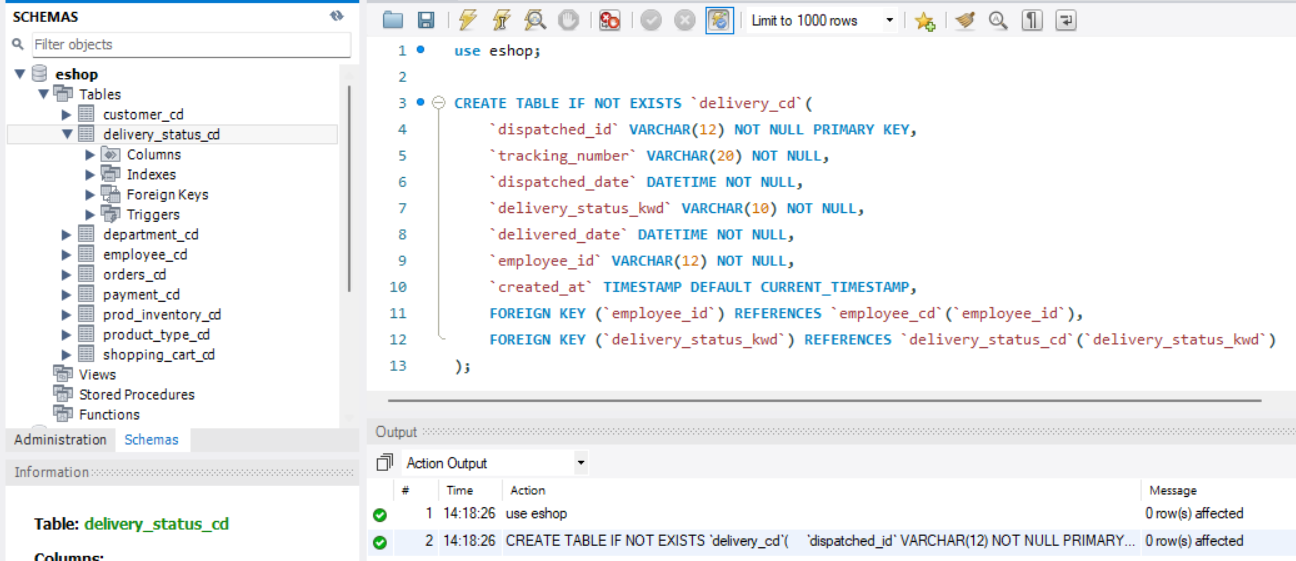 SCHEMAS
Filter objects
eshop
Tables
customer_cd
delivery_status_cd
Columns
Indexes
Foreign Keys
Triggers
department_cd
employee_cd
orders_cd
payment_cd
prod_inventory_cd
product_type_cd
shopping_cart_cd
Views
Stored Procedures
Functions
Administration Schemas
Information
Table: delivery_status_cd
Columns:
Limit to 1000 rows
1 use eshop;
2
3 CREATE TABLE IF NOT EXISTS `delivery_cd`(
4 `dispatched_id` VARCHAR(12) NOT NULL PRIMARY KEY,
5 `tracking_number` VARCHAR(20) NOT NULL,
6 `dispatched_date` DATETIME NOT NULL,
7 `delivery_status_kwd` VARCHAR(10) NOT NULL,
8 `delivered_date` DATETIME NOT NULL,
9 `employee_id` VARCHAR(12) NOT NULL,
10 `created_at` TIMESTAMP DEFAULT CURRENT_TIMESTAMP,
11 FOREIGN KEY (`employee_id`) REFERENCES `employee_cd`(`employee_id`),
12 FOREIGN KEY (`delivery_status_kwd`) REFERENCES `delivery_status_cd`(`delivery_status_kwd`)
13 );
Output
Action Output
# Time Action Message
1 14:18:26 use eshop 0 row(s) affected
2 14:18:26 CREATE TABLE IF NOT EXISTS `delivery_cd`( `dispatched_id` VARCHAR(12) NOT NULL PRIMARY... 0 row(s) affected